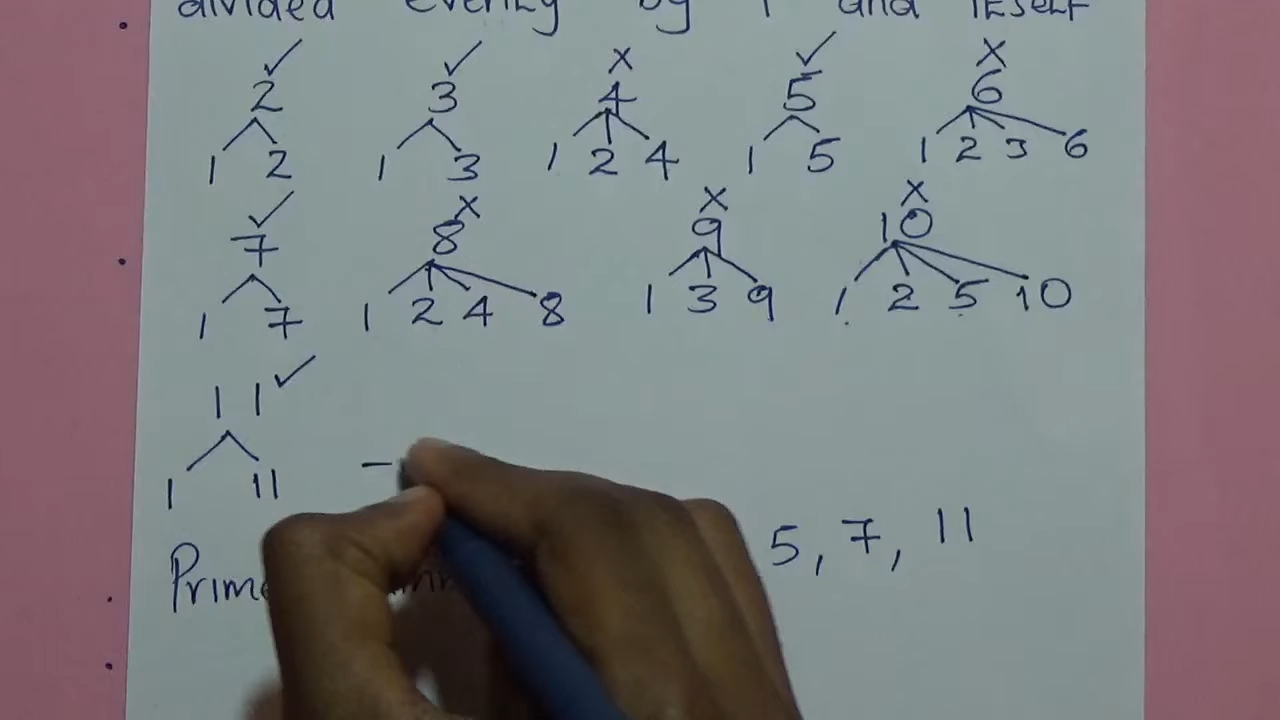 divided evenly by 1 and itself
✓ ✓ x ✓ x
2 3 4 5 6
1 2 1 3 1 2 4 1 5 1 2 3 6
✓ x x x
7 8 9 10
1 7 1 2 4 8 1 3 9 1 2 5 10
11 ✓
1 11
5, 7, 11